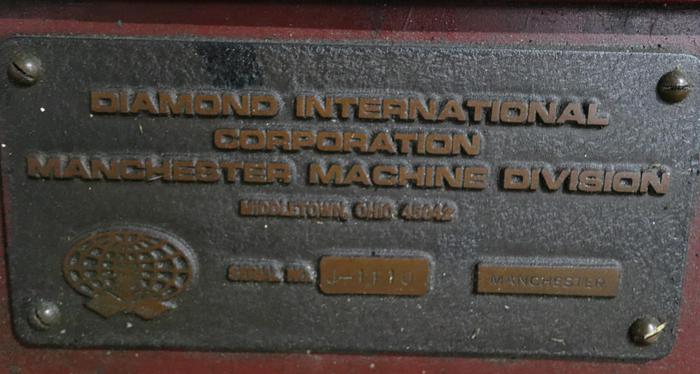 DIAMOND INTERNATIONAL
CORPORATION
MANCHESTER MACHINE DIVISION
MIDDLETOWN, OHIO 45042
SERIAL NO.
MANCHESTER